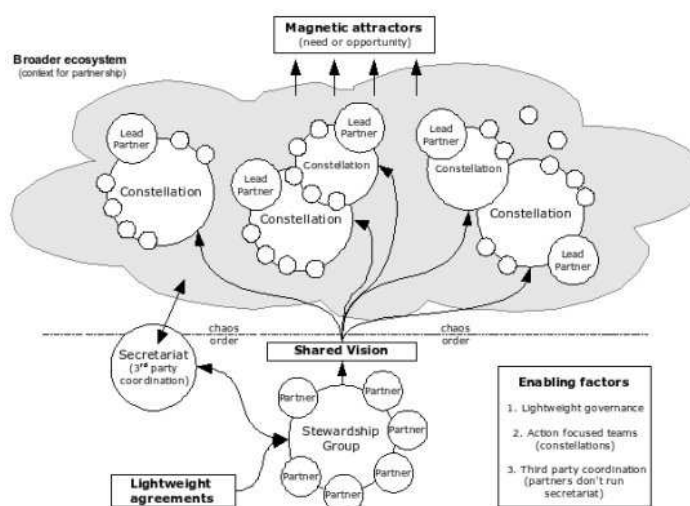 Magnetic attractors
(need or opportunity)
Broader ecosystem
(context for partnership)
Lead
Partner
Constellation
Lead
Partner
Constellation
Lead
Partner
Constellation
Lead
Partner
Constellation
Constellation
Lead
Partner
chaos
order
chaos
order
Shared Vision
Secretariat
(3rd party
coordination)
Partner
Partner
Partner
Partner
Partner
Partner
Partner
Stewardship
Group
Lightweight
agreements
Enabling factors
1. Lightweight governance
2. Action focused teams
(constellations)
3. Third party coordination
(partners don't run
secretariat)